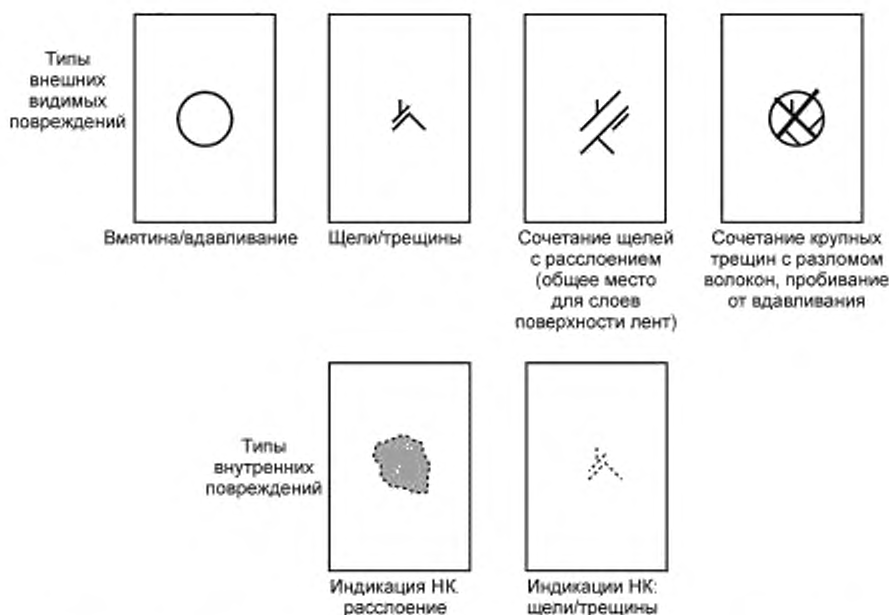 Типы
внешних
видимых
повреждений
Вмятина/вдавливание
Щели/трещины
Сочетание щелей
с расслоением
(общее место
для слоев
поверхности лент)
Сочетание крупных
трещин с разломом
волокон, пробивание
от вдавливания
Типы
внутренних
повреждений
Индикация НК.
расслоение
Индикации НК:
щели/трещины